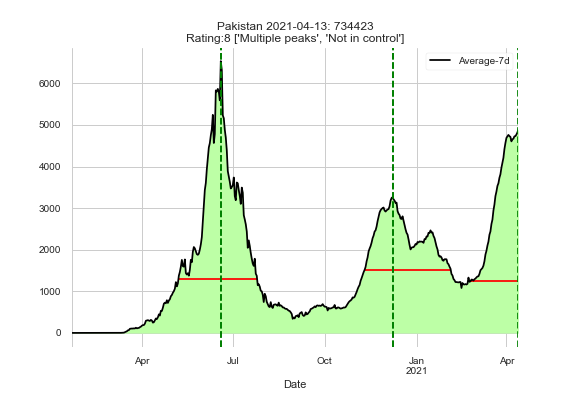 Pakistan 2021-04-13: 734423
Rating:8 ['Multiple peaks', 'Not in control']
Average-7d
6000
5000
4000
3000
2000
1000
0
Apr Jul Oct Jan Apr
2021
Date